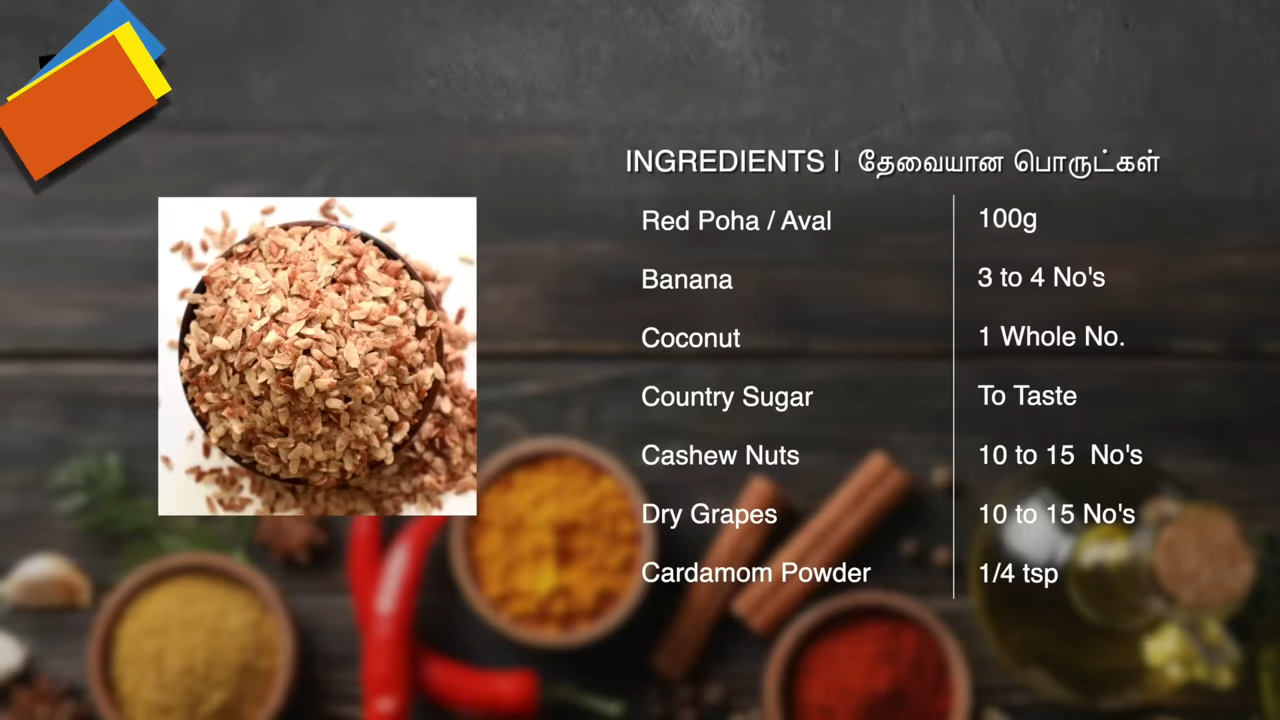 INGREDIENTS | தேவையான பொருட்கள்
Red Poha / Aval 100g
Banana 3 to 4 No's
Coconut 1 Whole No.
Country Sugar To Taste
Cashew Nuts 10 to 15 No's
Dry Grapes 10 to 15 No's
Cardamom Powder 1/4 tsp